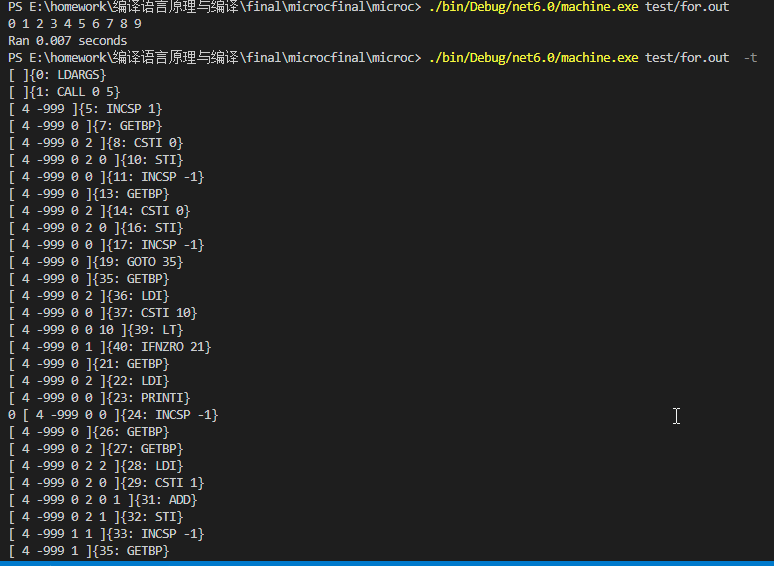 PS E:\homework\编译语言原理与编译\final\microcfinal\microc> ./bin/Debug/net6.0/machine.exe test/for.out
0 1 2 3 4 5 6 7 8 9
Ran 0.007 seconds
PS E:\homework\编译语言原理与编译\final\microcfinal\microc> ./bin/Debug/net6.0/machine.exe test/for.out  -t
[ ]{0: LDARGS}
[ ]{1: CALL 0 5}
[ 4 -999 ]{5: INCSP 1}
[ 4 -999 0 ]{7: GETBP}
[ 4 -999 0 2 ]{8: CSTI 0}
[ 4 -999 0 2 0 ]{10: STI}
[ 4 -999 0 0 ]{11: INCSP -1}
[ 4 -999 0 ]{13: GETBP}
[ 4 -999 0 2 ]{14: CSTI 0}
[ 4 -999 0 2 0 ]{16: STI}
[ 4 -999 0 0 ]{17: INCSP -1}
[ 4 -999 0 ]{19: GOTO 35}
[ 4 -999 0 ]{35: GETBP}
[ 4 -999 0 2 ]{36: LDI}
[ 4 -999 0 0 ]{37: CSTI 10}
[ 4 -999 0 0 10 ]{39: LT}
[ 4 -999 0 1 ]{40: IFNZRO 21}
[ 4 -999 0 ]{21: GETBP}
[ 4 -999 0 2 ]{22: LDI}
[ 4 -999 0 0 ]{23: PRINTI}
0 [ 4 -999 0 0 ]{24: INCSP -1}
[ 4 -999 0 ]{26: GETBP}
[ 4 -999 0 2 ]{27: GETBP}
[ 4 -999 0 2 2 ]{28: LDI}
[ 4 -999 0 2 0 ]{29: CSTI 1}
[ 4 -999 0 2 0 1 ]{31: ADD}
[ 4 -999 0 2 1 ]{32: STI}
[ 4 -999 1 1 ]{33: INCSP -1}
[ 4 -999 1 ]{35: GETBP}